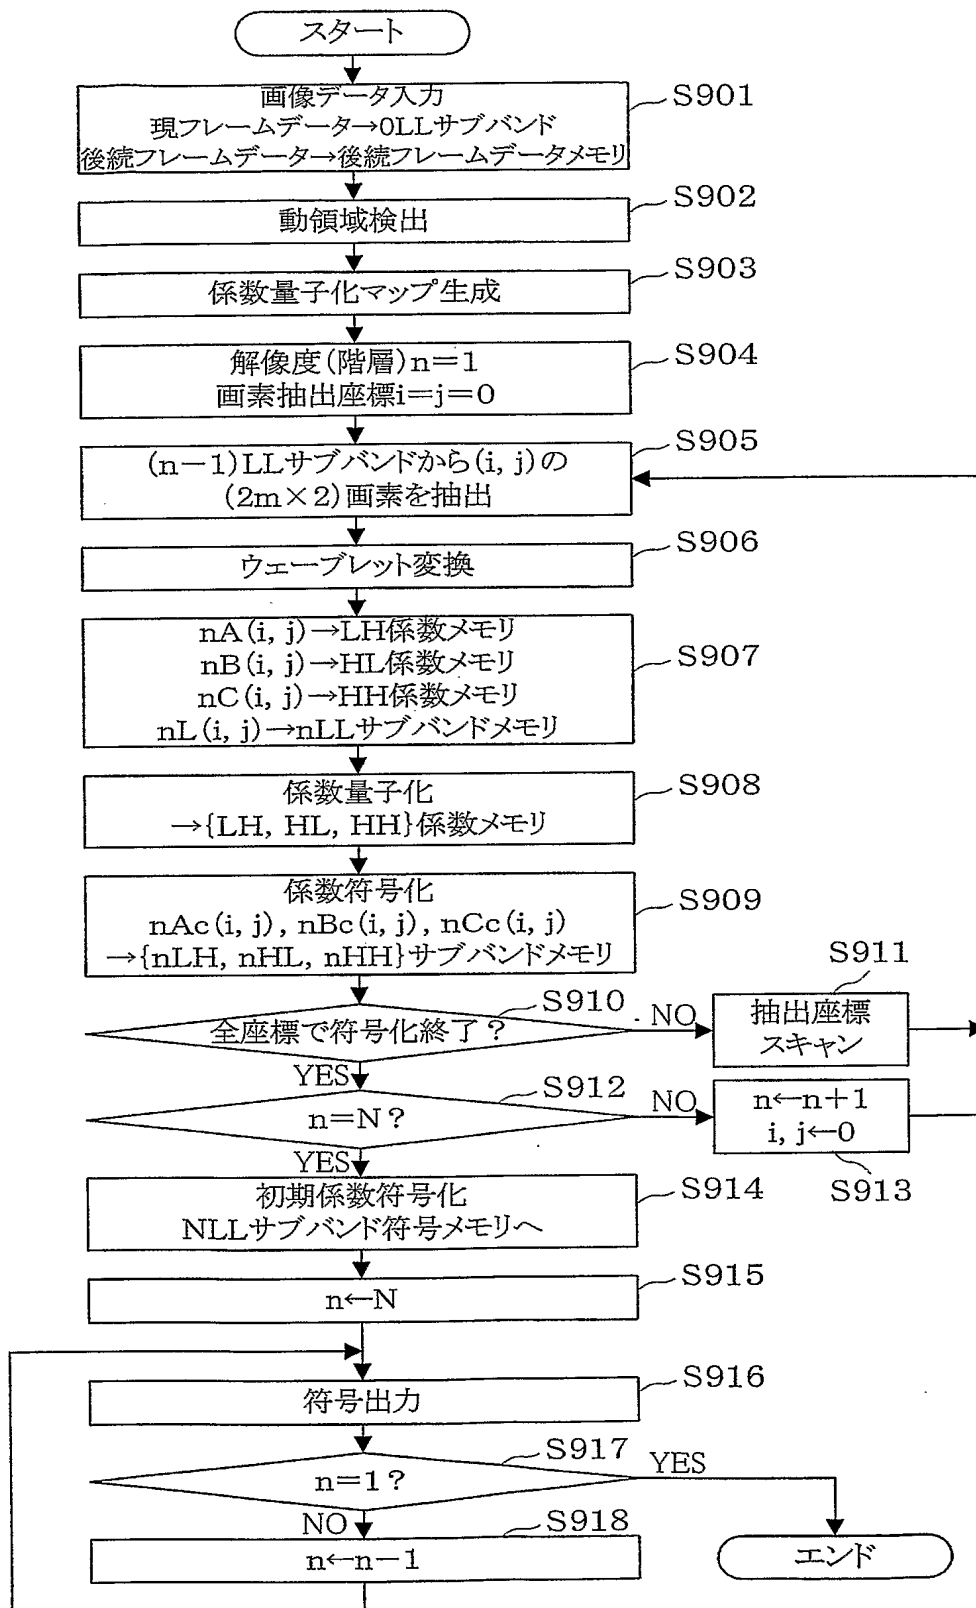 スタート
画像データ入力
現フレームデータ→0LLサブバンド
後続フレームデータ→後続フレームデータメモリ
S901
動領域検出
S902
係数量子化マップ生成
S903
解像度(階層)n=1
画素抽出座標i=j=0
S904
(n-1)LLサブバンドから(i, j)の
(2m×2)画素を抽出
S905
ウェーブレット変換
S906
nA(i, j)→LH係数メモリ
nB(i, j)→HL係数メモリ
nC(i, j)→HH係数メモリ
nL(i, j)→nLLサブバンドメモリ
S907
係数量子化
→{LH, HL, HH}係数メモリ
S908
係数符号化
nAc(i, j), nBc(i, j), nCc(i, j)
→{nLH, nHL, nHH}サブバンドメモリ
S909
全座標で符号化終了?
S910
NO
抽出座標
スキャン
S911
YES
n=N?
S912
NO
n←n+1
i, j←0
S913
YES
初期係数符号化
NLLサブバンド符号メモリへ
S914
n←N
S915
符号出力
S916
n=1?
S917
YES
NO
n←n-1
S918
エンド